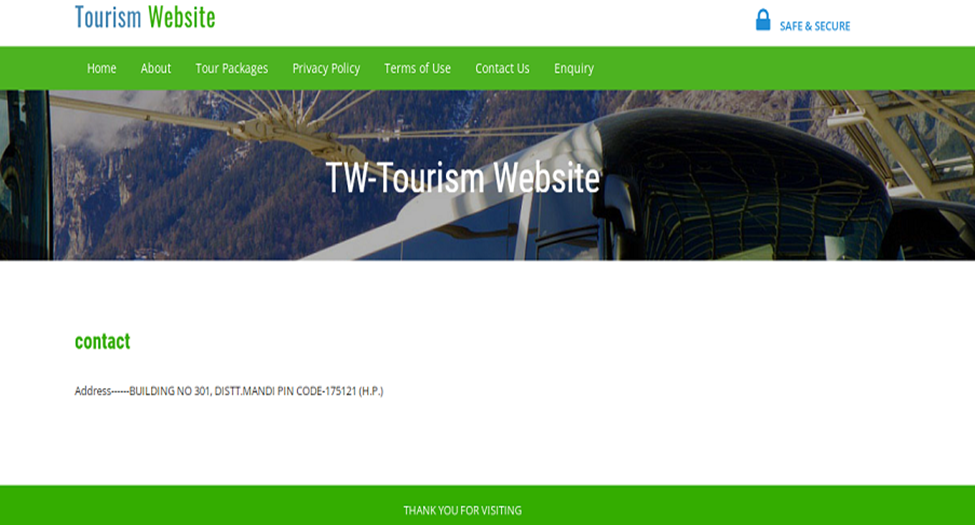 Tourism Website
SAFE & SECURE
Home About Tour Packages Privacy Policy Terms of Use Contact Us Enquiry
TW-Tourism Website
contact
Address------BUILDING NO 301, DISTT.MANDI PIN CODE-175121 (H.P.)
THANK YOU FOR VISITING